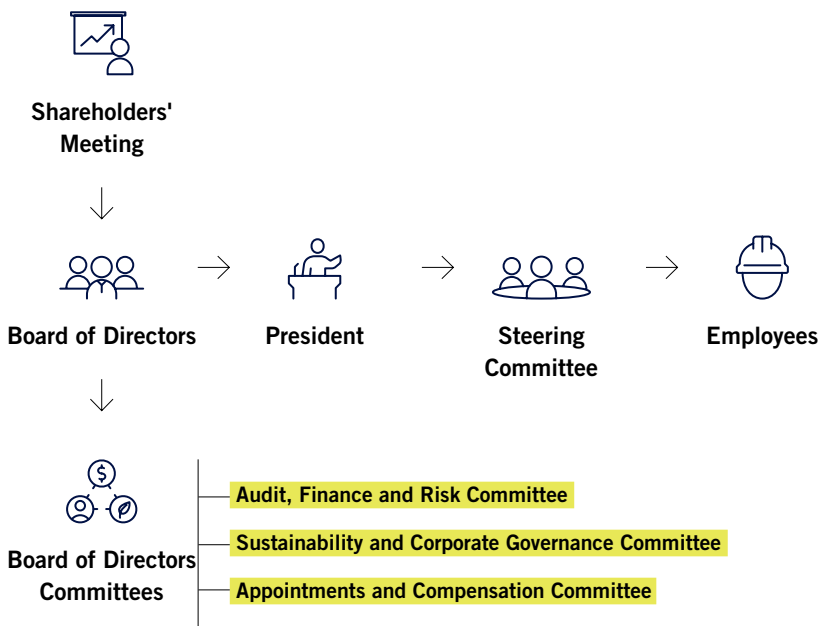 Shareholders'
Meeting
Board of Directors
President
Steering
Committee
Employees
Board of Directors
Committees
Audit, Finance and Risk Committee
Sustainability and Corporate Governance Committee
Appointments and Compensation Committee